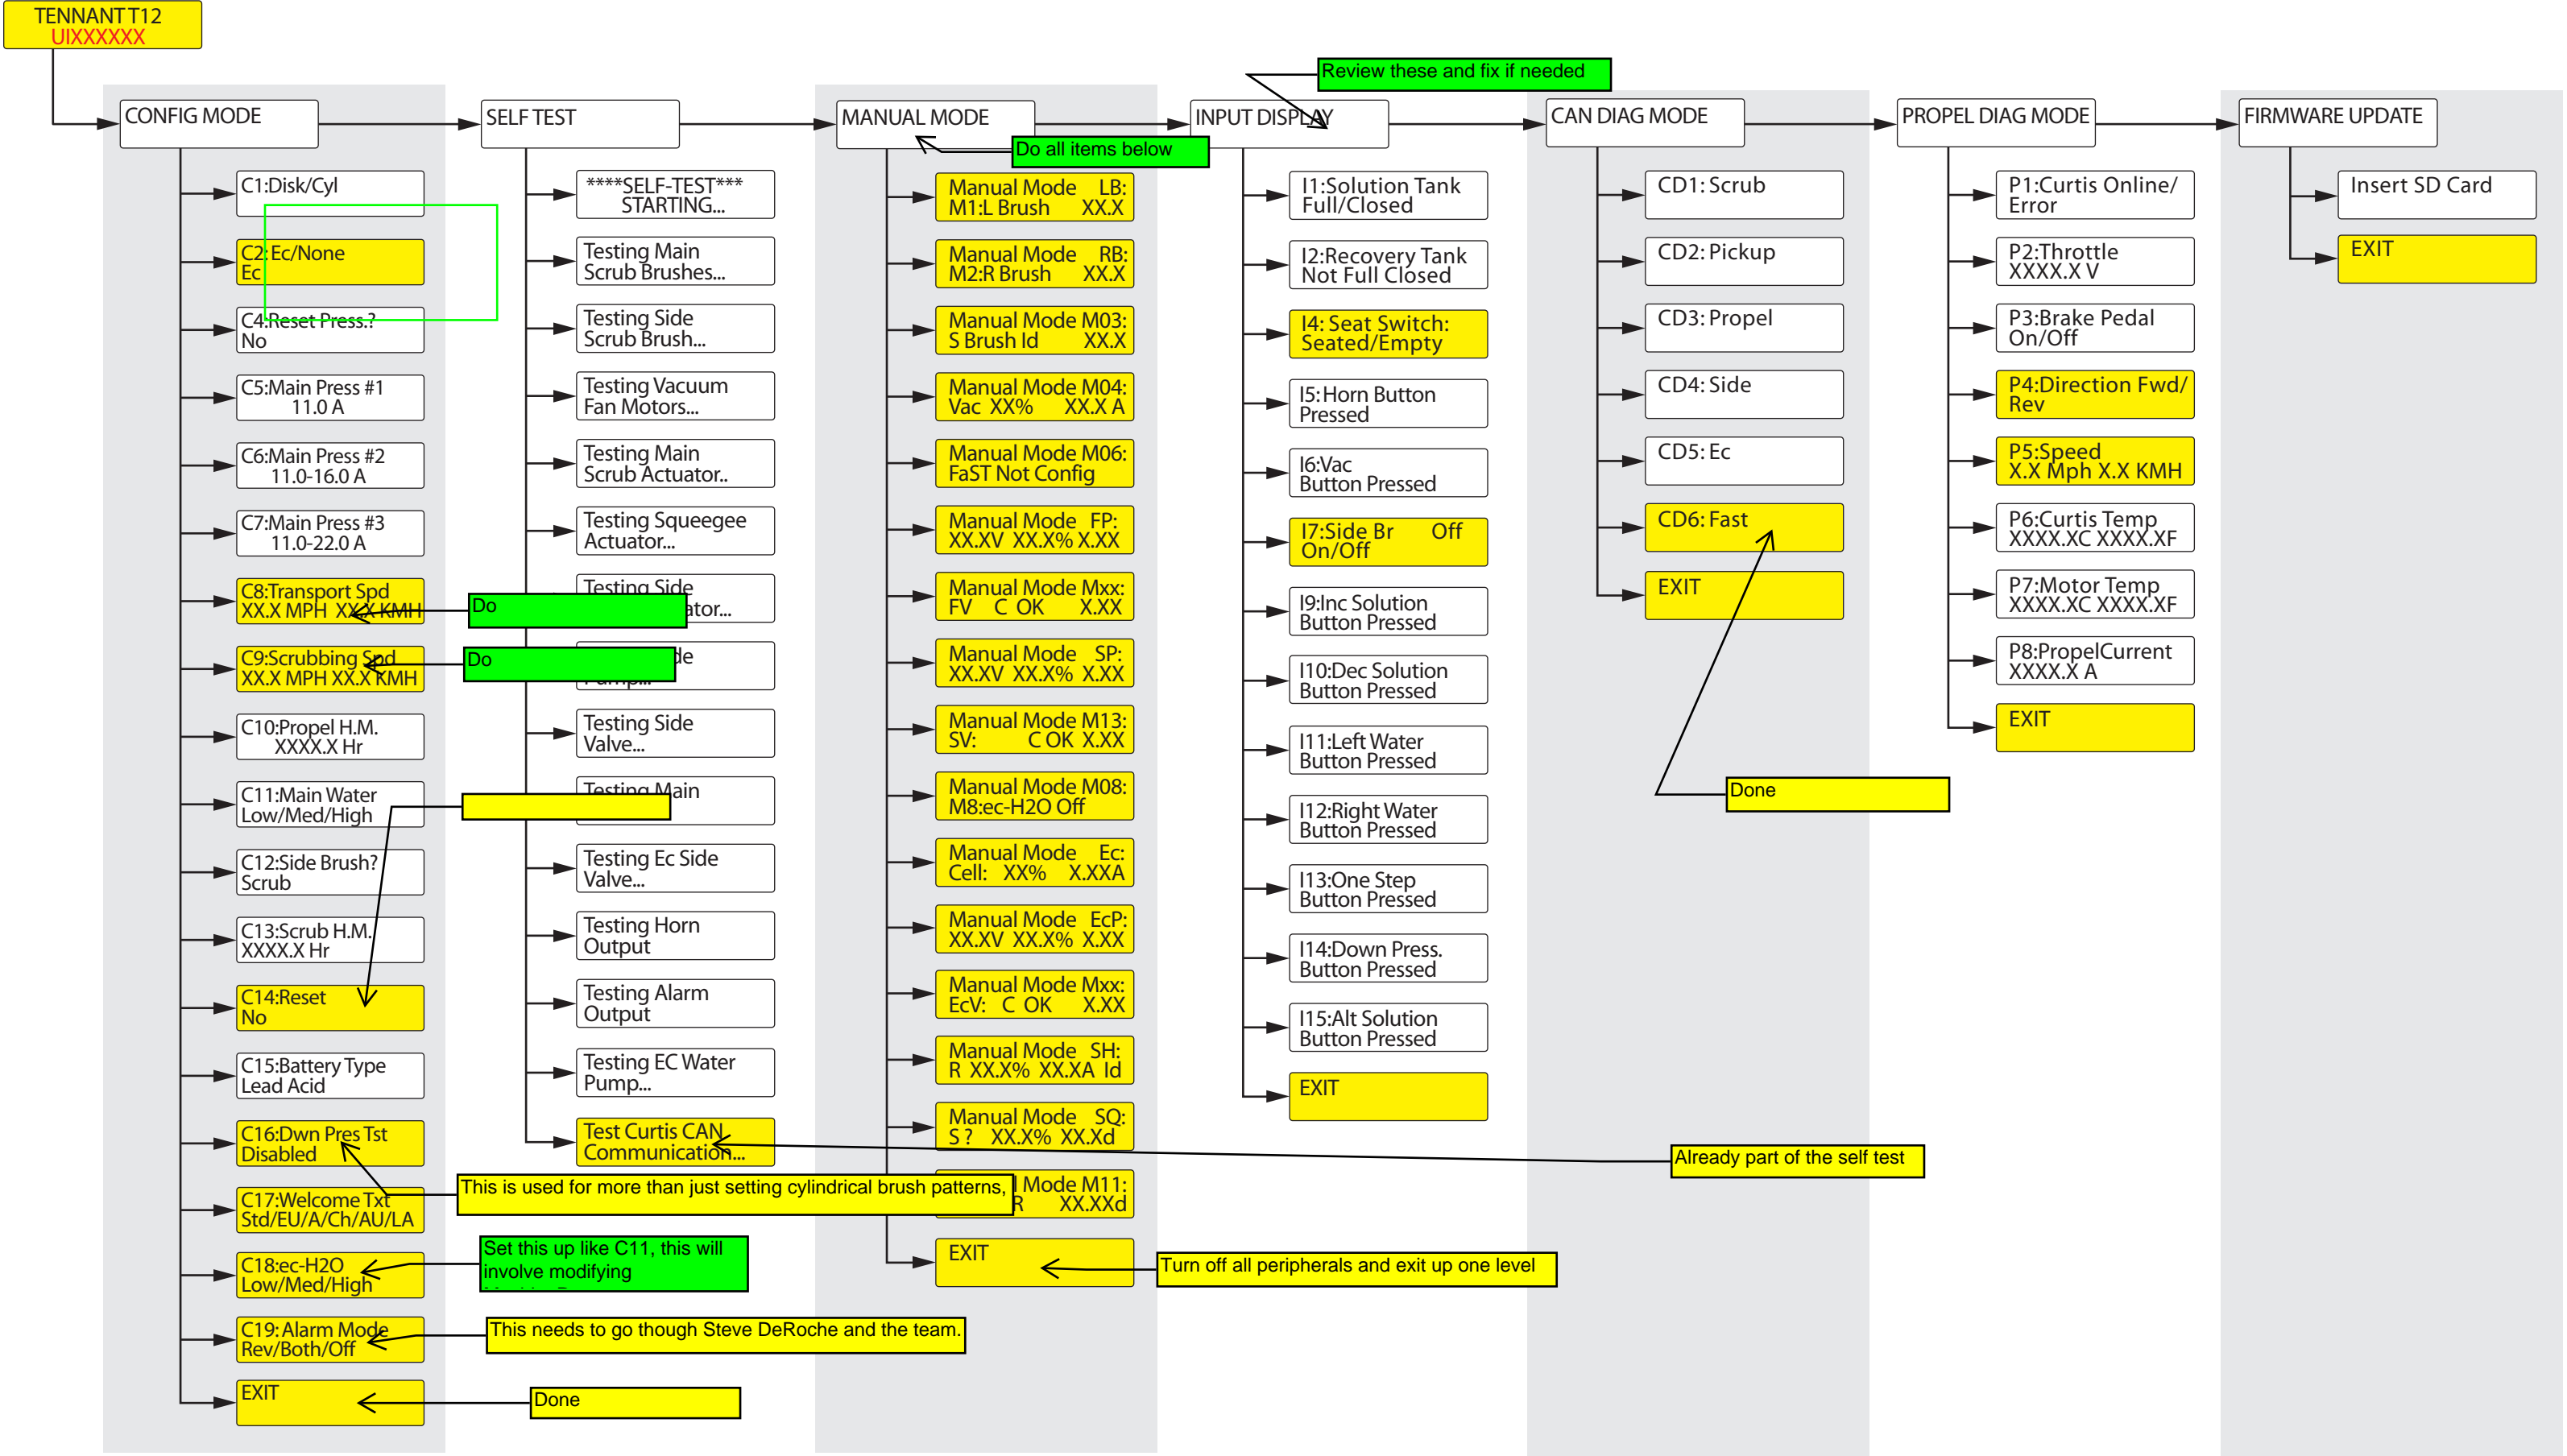 TENNANT T12
UIXXXXXX
Review these and fix if needed
CONFIG MODE
C1:Disk/Cyl
C2:Ec/None
Ec
C4:Reset Press.?
No
C5:Main Press #1
11.0 A
C6:Main Press #2
11.0-16.0 A
C7:Main Press #3
11.0-22.0 A
C8:Transport Spd
XX.X MPH XX.X KMH
Do
C9:Scrubbing Spd
XX.X MPH XX.X KMH
Do
C10:Propel H.M.
XXXX.X Hr
C11:Main Water
Low/Med/High
C12:Side Brush?
Scrub
C13:Scrub H.M.
XXXX.X Hr
C14:Reset
No
C15:Battery Type
Lead Acid
C16:Dwn Pres Tst
Disabled
This is used for more than just setting cylindrical brush patterns,
C17:Welcome Txt
Std/EU/A/Ch/AU/LA
C18:ec-H2O
Low/Med/High
Set this up like C11, this will
involve modifying
C19:Alarm Mode
Rev/Both/Off
This needs to go though Steve DeRoche and the team.
EXIT
Done
SELF TEST
****SELF-TEST***
STARTING...
Testing Main
Scrub Brushes...
Testing Side
Scrub Brush...
Testing Vacuum
Fan Motors...
Testing Main
Scrub Actuator..
Testing Squeegee
Actuator...
Testing Side
ator...
de
Pump...
Testing Side
Valve...
Testing Main
Testing Ec Side
Valve...
Testing Horn
Output
Testing Alarm
Output
Testing EC Water
Pump...
Test Curtis CAN
Communication...
Already part of the self test
MANUAL MODE
Do all items below
Manual Mode LB:
M1:L Brush XX.X
Manual Mode RB:
M2:R Brush XX.X
Manual Mode M03:
S Brush Id XX.X
Manual Mode M04:
Vac XX% XX.X A
Manual Mode M06:
FaST Not Config
Manual Mode FP:
XX.XV XX.X% X.XX
Manual Mode Mxx:
FV C OK X.XX
Manual Mode SP:
XX.XV XX.X% X.XX
Manual Mode M13:
SV: C OK X.XX
Manual Mode M08:
M8:ec-H2O Off
Manual Mode Ec:
Cell: XX% X.XXA
Manual Mode EcP:
XX.XV XX.X% X.XX
Manual Mode Mxx:
EcV: C OK X.XX
Manual Mode SH:
R XX.X% XX.XA Id
Manual Mode SQ:
S ? XX.X% XX.Xd
l Mode M11:
R XX.XXd
EXIT
Turn off all peripherals and exit up one level
INPUT DISPLAY
I1:Solution Tank
Full/Closed
I2:Recovery Tank
Not Full Closed
I4: Seat Switch:
Seated/Empty
I5:Horn Button
Pressed
I6:Vac
Button Pressed
I7:Side Br Off
On/Off
I9:Inc Solution
Button Pressed
I10:Dec Solution
Button Pressed
I11:Left Water
Button Pressed
I12:Right Water
Button Pressed
I13:One Step
Button Pressed
I14:Down Press.
Button Pressed
I15:Alt Solution
Button Pressed
EXIT
CAN DIAG MODE
CD1: Scrub
CD2: Pickup
CD3: Propel
CD4: Side
CD5: Ec
CD6: Fast
EXIT
Done
PROPEL DIAG MODE
P1:Curtis Online/
Error
P2:Throttle
XXXX.X V
P3:Brake Pedal
On/Off
P4:Direction Fwd/
Rev
P5:Speed
X.X Mph X.X KMH
P6:Curtis Temp
XXXX.XC XXXX.XF
P7:Motor Temp
XXXX.XC XXXX.XF
P8:PropelCurrent
XXXX.X A
EXIT
FIRMWARE UPDATE
Insert SD Card
EXIT